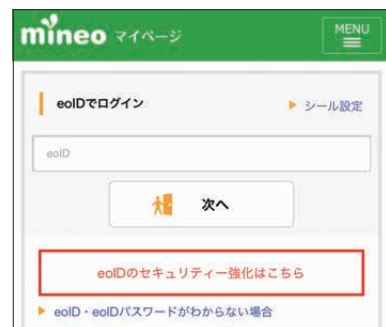 mineo マイページ
MENU
eoIDでログイン
シール設定
eoID
次へ
eoIDのセキュリティー強化はこちら
eoID・eoIDパスワードがわからない場合